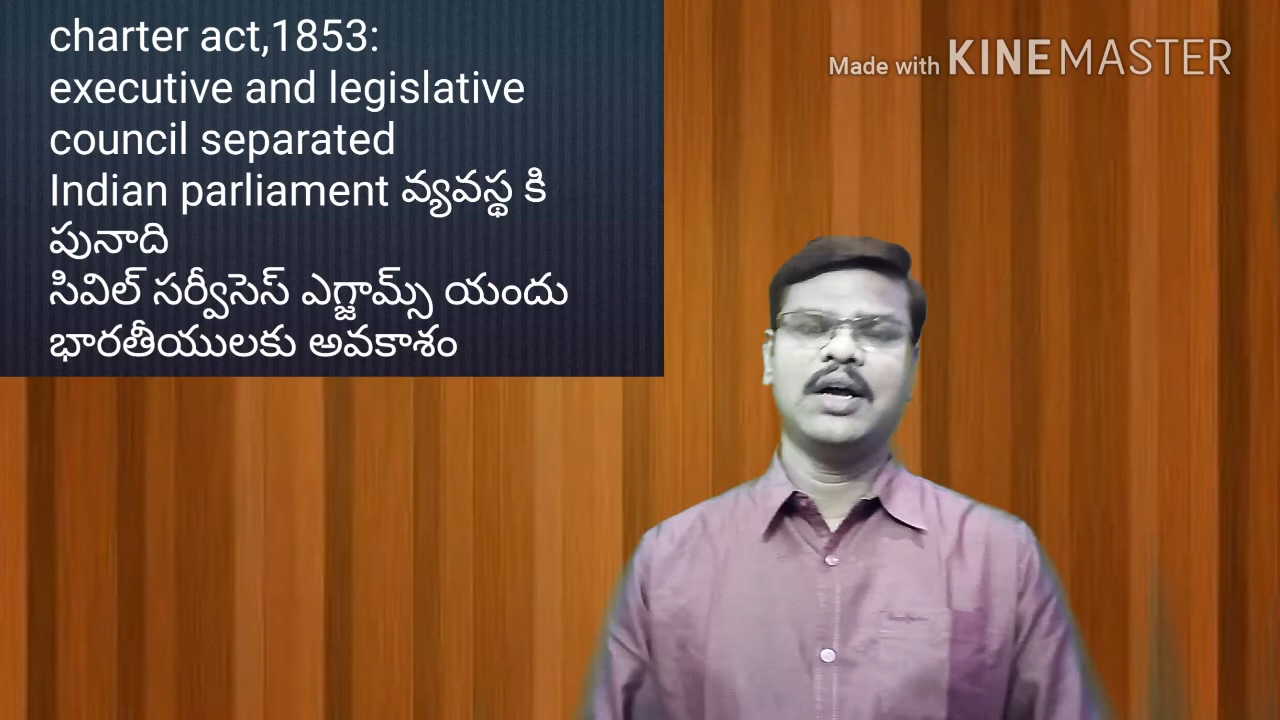 charter act,1853:
executive and legislative
council separated
Indian parliament వ్యవస్థ కి
పునాది
సివిల్ సర్వీసెస్ ఎగ్జామ్స్ యందు
భారతీయులకు అవకాశం
Made with KINEMASTER